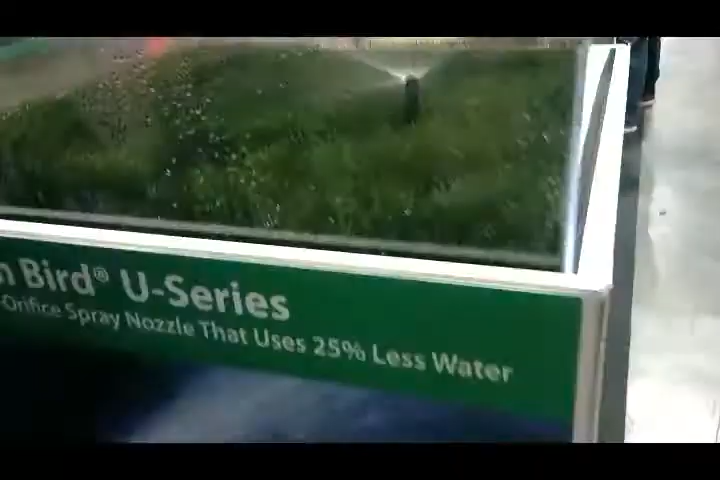 n Bird® U-Series
-Orifice Spray Nozzle That Uses 25% Less Water